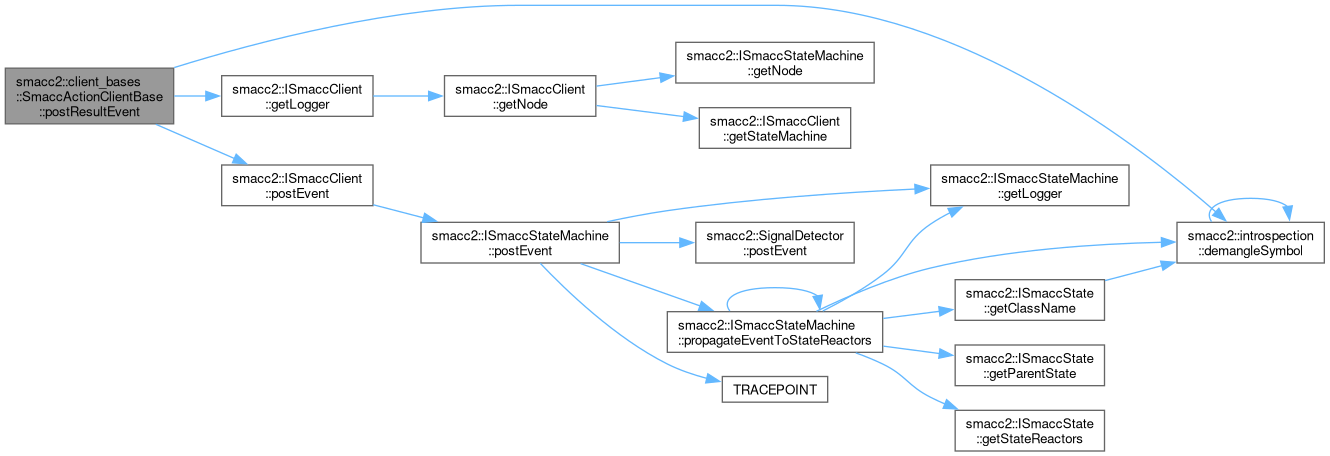 smacc2::client_bases
::SmaccActionClientBase
::postResultEvent
smacc2::ISmaccClient
::getLogger
smacc2::ISmaccClient
::getNode
smacc2::ISmaccStateMachine
::getNode
smacc2::ISmaccClient
::getStateMachine
smacc2::ISmaccClient
::postEvent
smacc2::ISmaccStateMachine
::postEvent
smacc2::ISmaccStateMachine
::getLogger
smacc2::SignalDetector
::postEvent
smacc2::introspection
::demangleSymbol
smacc2::ISmaccStateMachine
::propagateEventToStateReactors
smacc2::ISmaccState
::getClassName
smacc2::ISmaccState
::getParentState
TRACEPOINT
smacc2::ISmaccState
::getStateReactors